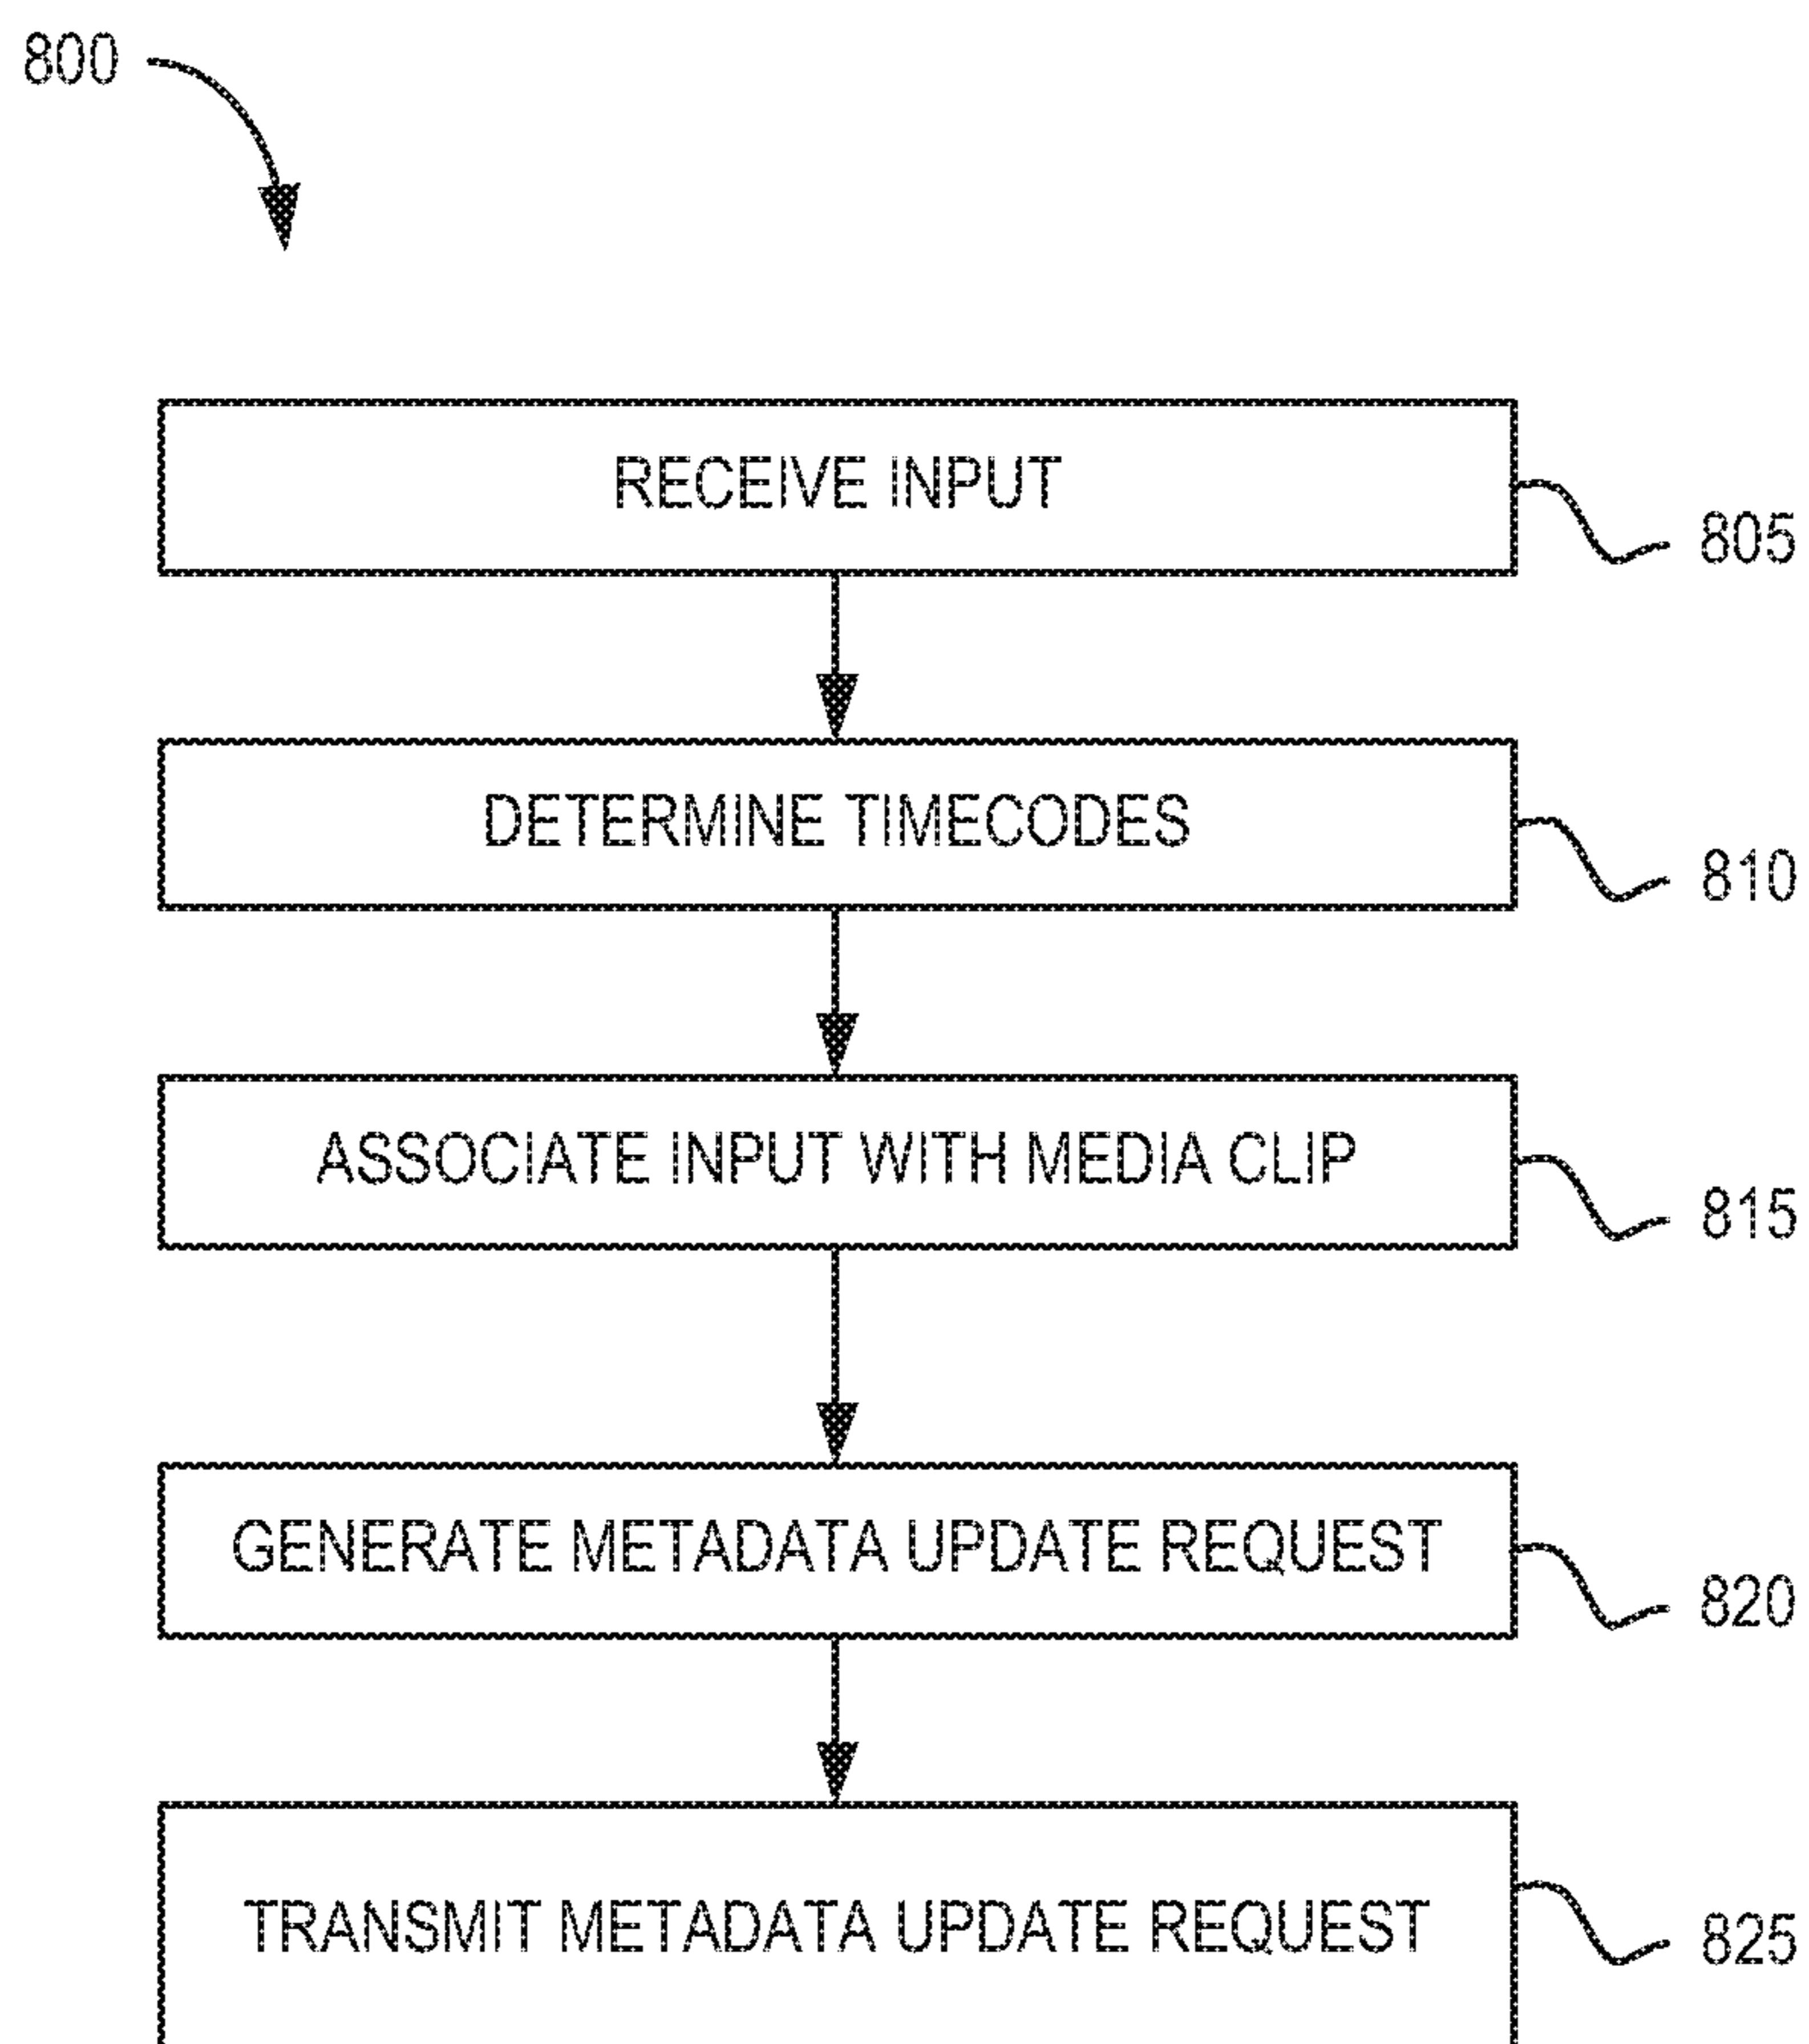 800
RECEIVE INPUT
805
DETERMINE TIMECODES
810
ASSOCIATE INPUT WITH MEDIA CLIP
815
GENERATE METADATA UPDATE REQUEST
820
TRANSMIT METADATA UPDATE REQUEST
825